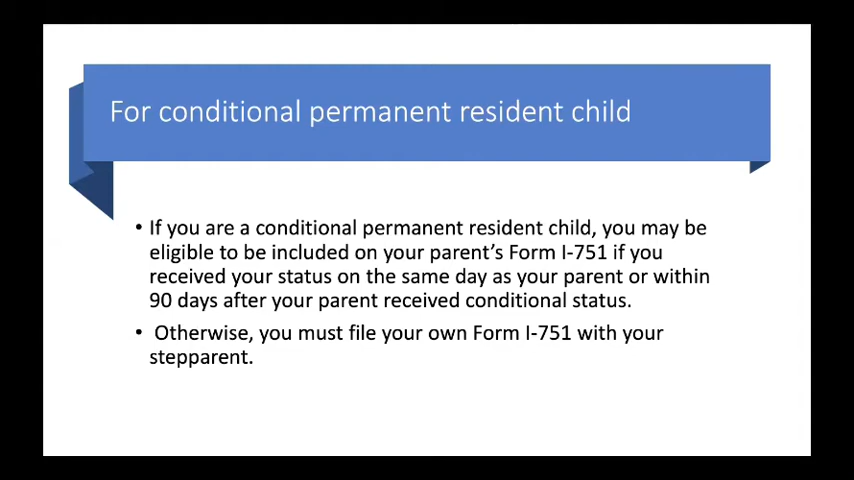 For conditional permanent resident child
• If you are a conditional permanent resident child, you may be
eligible to be included on your parent's Form I-751 if you
received your status on the same day as your parent or within
90 days after your parent received conditional status.
• Otherwise, you must file your own Form I-751 with your
stepparent.